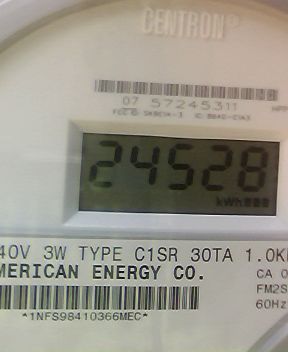 CENTRON®
07 57245311
24528
kWh
40V 3W TYPE C1SR 30TA 1.0K
MERICAN ENERGY CO.
CA 0
FM2S
60Hz
*1NFS98410366MEC*